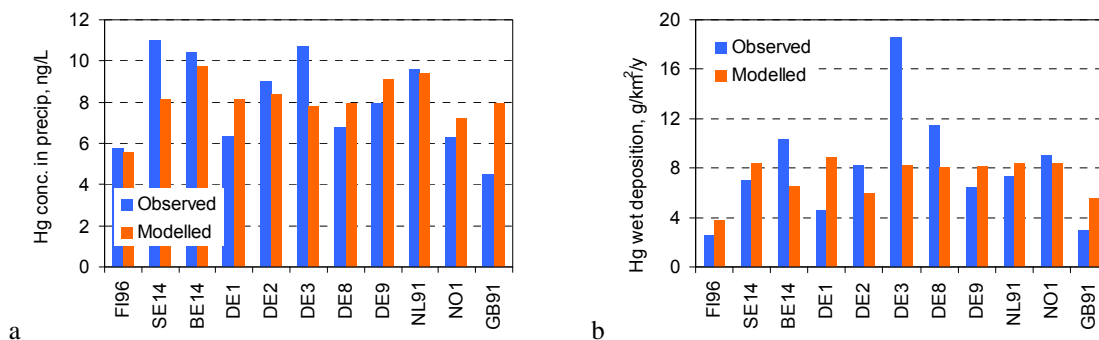 Hg conc. in precip, ng/L
12
10
8
6
4
2
0
Observed
Modelled
FI96
SE14
BE14
DE1
DE2
DE3
DE8
DE9
NL91
NO1
GB91
a
Hg wet deposition, g/km²/y
20
16
12
8
4
0
Observed
Modelled
FI96
SE14
BE14
DE1
DE2
DE3
DE8
DE9
NL91
NO1
GB91
b